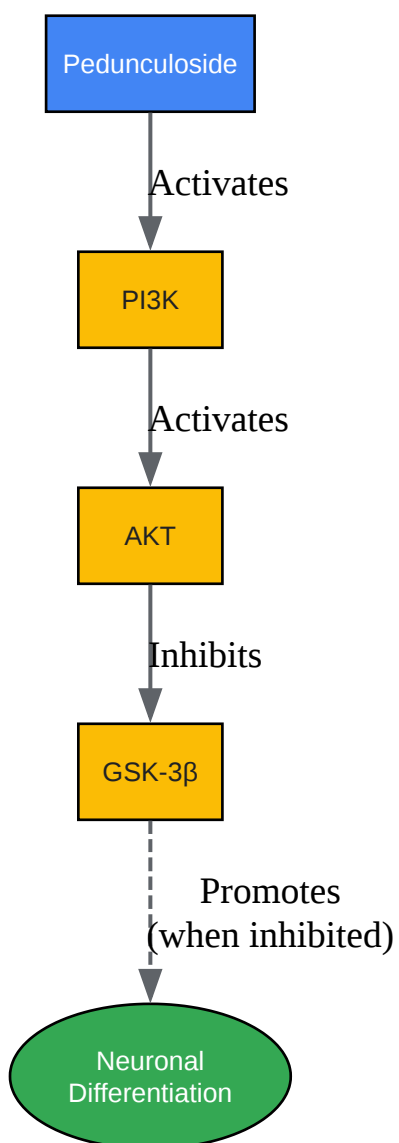 Pedunculoside
Activates
PI3K
Activates
AKT
Inhibits
GSK-3β
Promotes
(when inhibited)
Neuronal
Differentiation